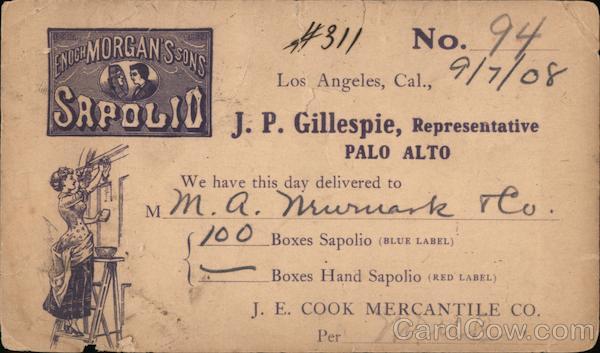 ENOCH MORGAN'S SONS
SAPOLIO
#311
No. 94
Los Angeles, Cal., 9/7/08
J. P. Gillespie, Representative
PALO ALTO
We have this day delivered to
M M. A. & Co.
100 Boxes Sapolio (BLUE LABEL)
— Boxes Hand Sapolio (RED LABEL)
J. E. COOK MERCANTILE CO.
Per
CardCow.com